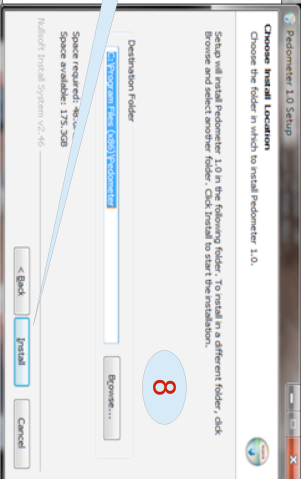 Pedometer 1.0 Setup
Choose Install Location
Choose the folder in which to install Pedometer 1.0.
Setup will install Pedometer 1.0 in the following folder. To install in a different folder, click
Browse and select another folder. Click Install to start the installation.
Destination Folder
C:\Program Files (x86)\Pedometer
Browse...
8
Space required:
Space available: 175.3GB
Nullsoft Install System v2.46
< Back
Install
Cancel